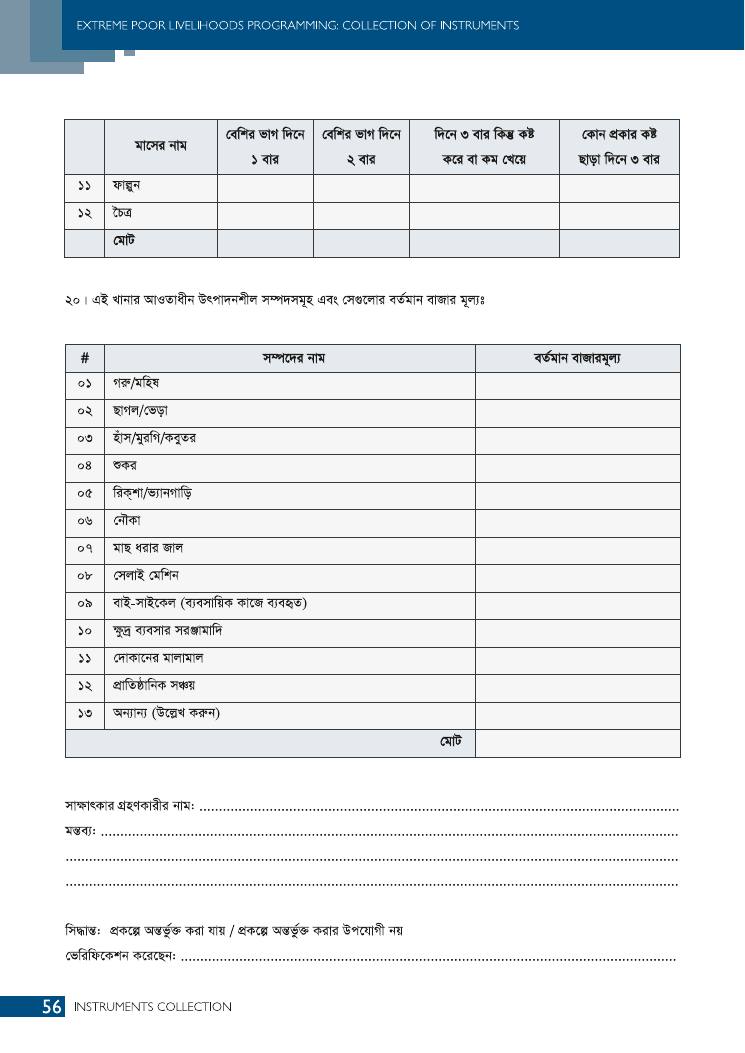 EXTREME POOR LIVELIHOODS PROGRAMMING: COLLECTION OF INSTRUMENTS
মাসের নাম বেশির ভাগ দিনে ১ বার বেশির ভাগ দিনে ২ বার দিনে ৩ বার কিন্তু কষ্ট করে বা কম খেয়ে কোন প্রকার কষ্ট ছাড়া দিনে ৩ বার
১১ ফাল্গুন
১২ চৈত্র
মোট
২০। এই খানার আওতাধীন উৎপাদনশীল সম্পদসমূহ এবং সেগুলোর বর্তমান বাজার মূল্যঃ
# সম্পদের নাম বর্তমান বাজারমূল্য
০১ গরু/মহিষ
০২ ছাগল/ভেড়া
০৩ হাঁস/মুরগি/কবুতর
০৪ শুকর
০৫ রিক্‌শা/ভ্যানগাড়ি
০৬ নৌকা
০৭ মাছ ধরার জাল
০৮ সেলাই মেশিন
০৯ বাই-সাইকেল (ব্যবসায়িক কাজে ব্যবহৃত)
১০ ক্ষুদ্র ব্যবসার সরঞ্জামাদি
১১ দোকানের মালামাল
১২ প্রাতিষ্ঠানিক সঞ্চয়
১৩ অন্যান্য (উল্লেখ করুন)
মোট
সাক্ষাৎকার গ্রহণকারীর নাম: ........................................................................
মন্তব্য: ........................................................................
........................................................................
........................................................................
সিদ্ধান্ত: প্রকল্পে অন্তর্ভুক্ত করা যায় / প্রকল্পে অন্তর্ভুক্ত করার উপযোগী নয়
ভেরিফিকেশন করেছেন: ........................................................................
56 INSTRUMENTS COLLECTION